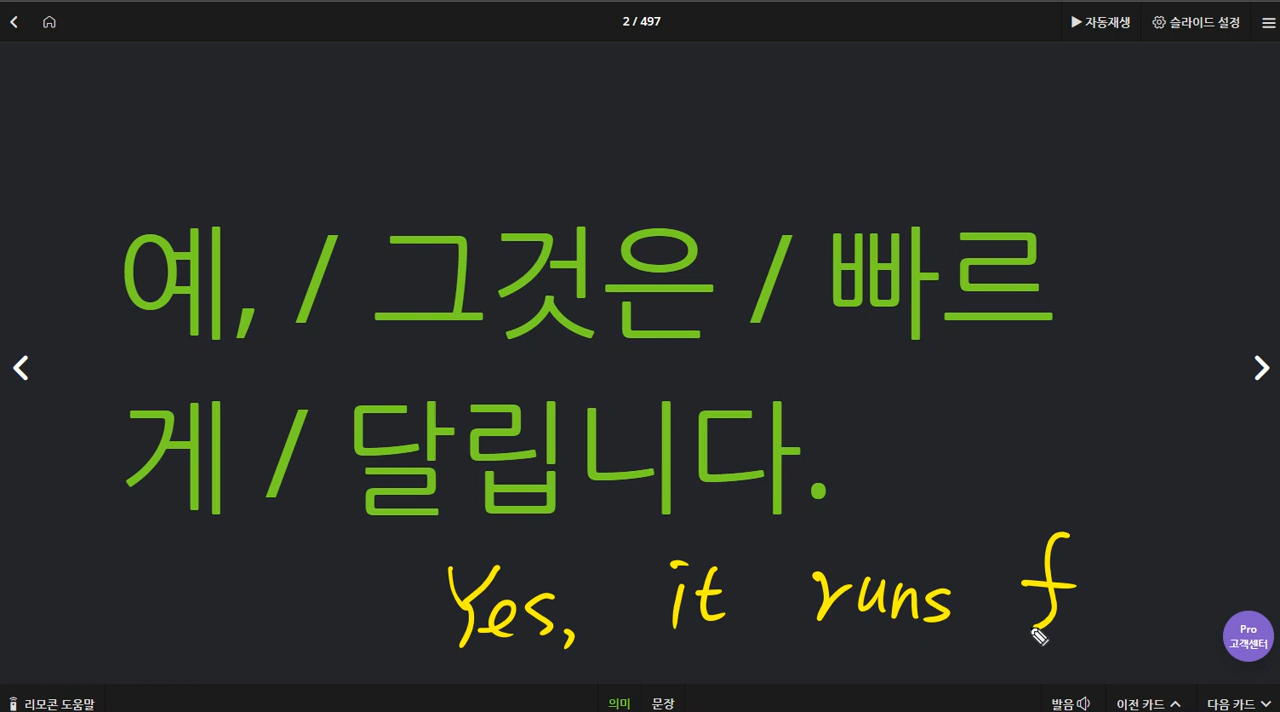 2 / 497
자동재생
슬라이드 설정
예, / 그것은 / 빠르
게 / 달립니다.
Yes, it runs f
Pro
고객센터
리모콘 도움말
의미
문장
발음
이전 카드
다음 카드